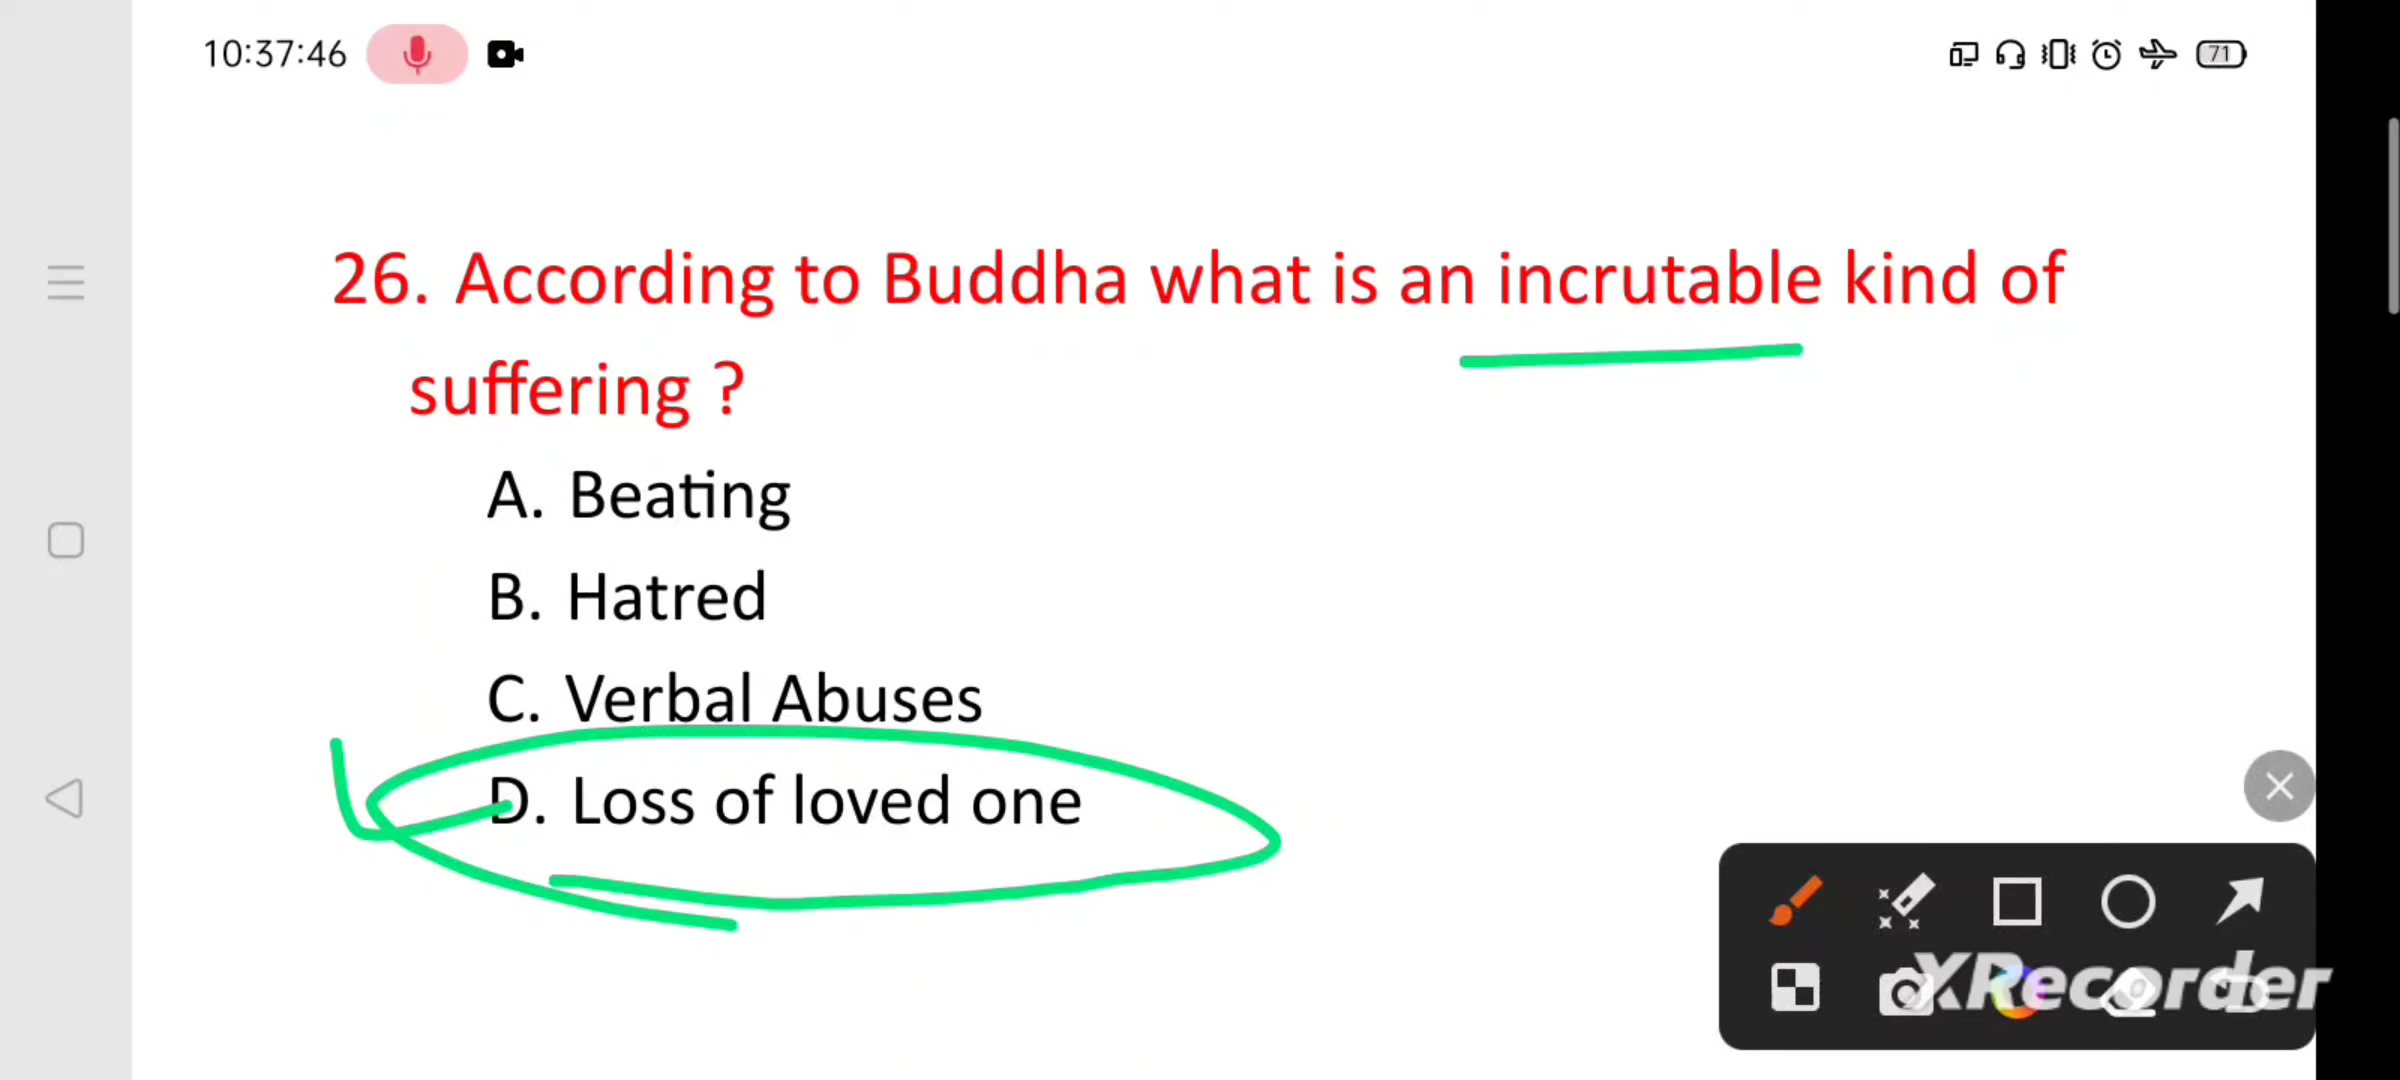 10:37:46
71
26. According to Buddha what is an incrutable kind of
suffering ?
A. Beating
B. Hatred
C. Verbal Abuses
D. Loss of loved one
XRecorder